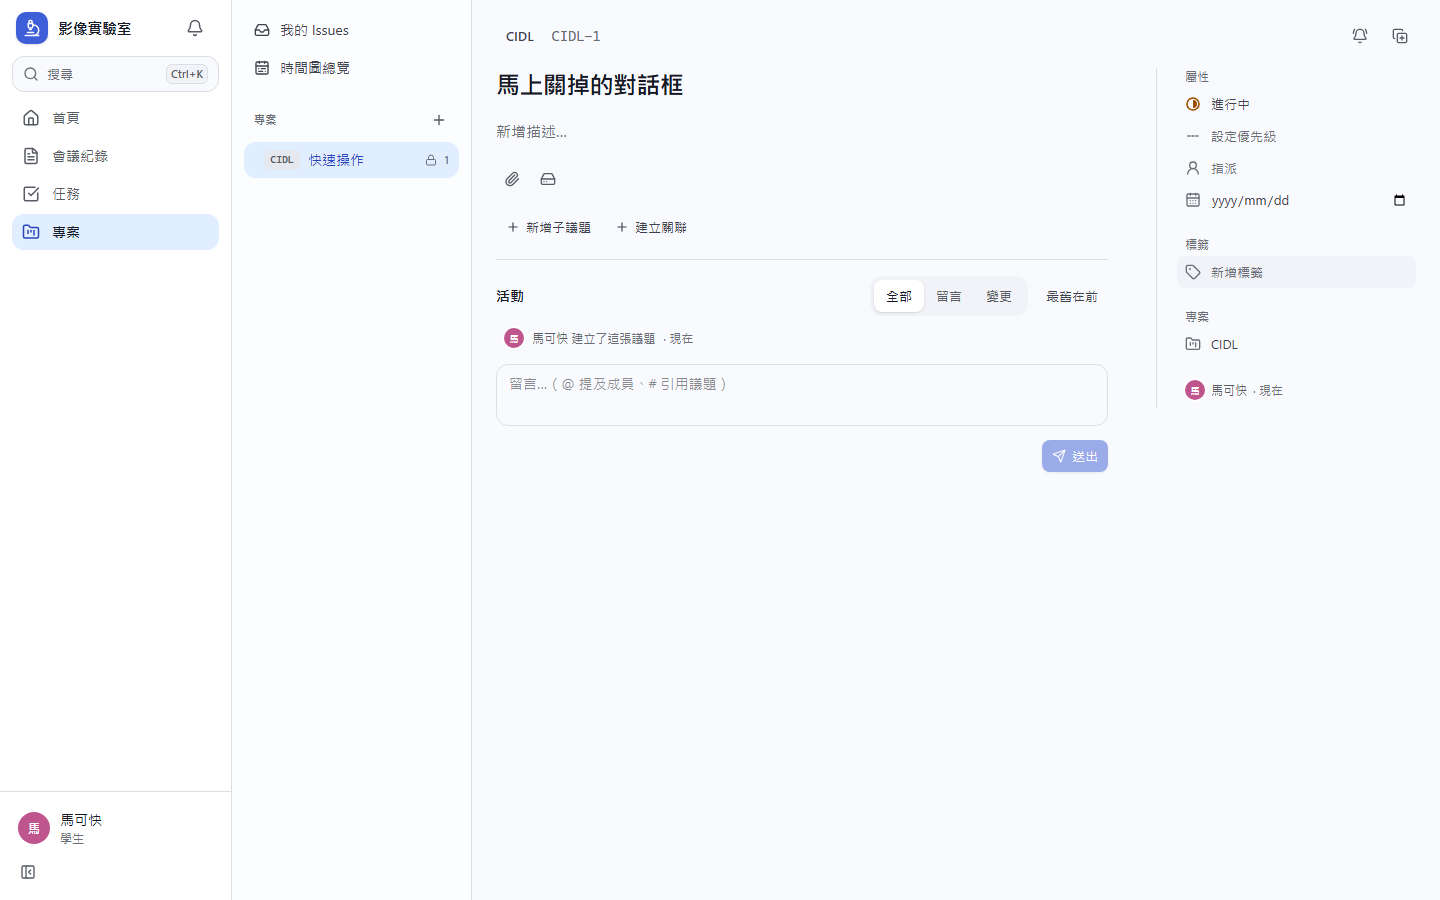 影像實驗室
搜尋
Ctrl+K
首頁
會議紀錄
任務
專案
馬
馬可快
學生
我的 Issues
時間圖總覽
專案
CIDL 快速操作 1
CIDL CIDL-1
馬上關掉的對話框
新增描述...
新增子議題
建立關聯
活動
全部 留言 變更 最舊在前
馬 馬可快 建立了這張議題 · 現在
留言... ( @ 提及成員、# 引用議題 )
送出
屬性
進行中
設定優先級
指派
yyyy/mm/dd
標籤
新增標籤
專案
CIDL
馬 馬可快 · 現在